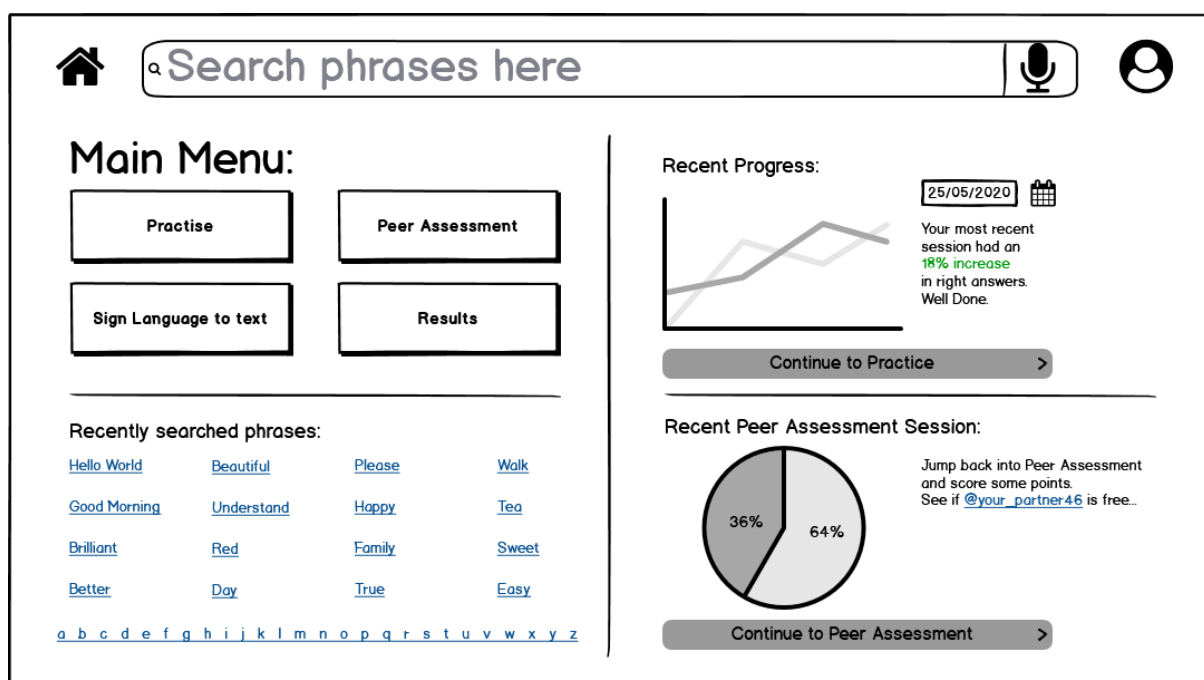 Search phrases here
Main Menu:
Practise
Peer Assessment
Sign Language to text
Results
Recently searched phrases:
Hello World Beautiful Please Walk
Good Morning Understand Happy Tea
Brilliant Red Family Sweet
Better Day True Easy
a b c d e f g h i j k l m n o p q r s t u v w x y z
Recent Progress:
25/05/2020
Your most recent
session had an
18% increase
in right answers.
Well Done.
Continue to Practice >
Recent Peer Assessment Session:
36%
64%
Jump back into Peer Assessment
and score some points.
See if @your_partner46 is free...
Continue to Peer Assessment >